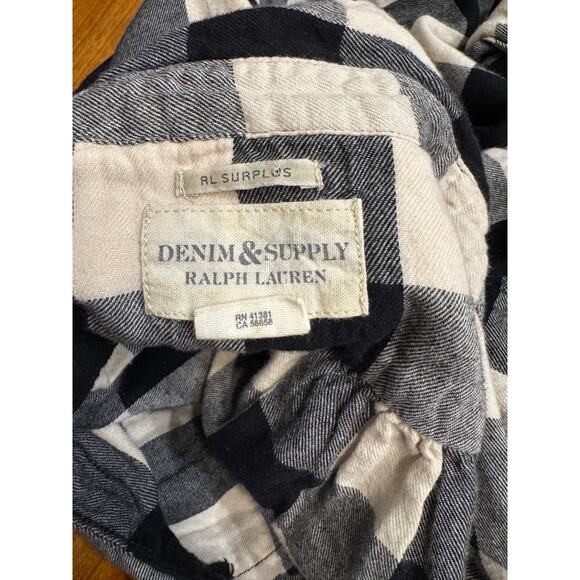 RL SURPLUS
DENIM & SUPPLY
RALPH LAUREN
RN 41381
CA 56658